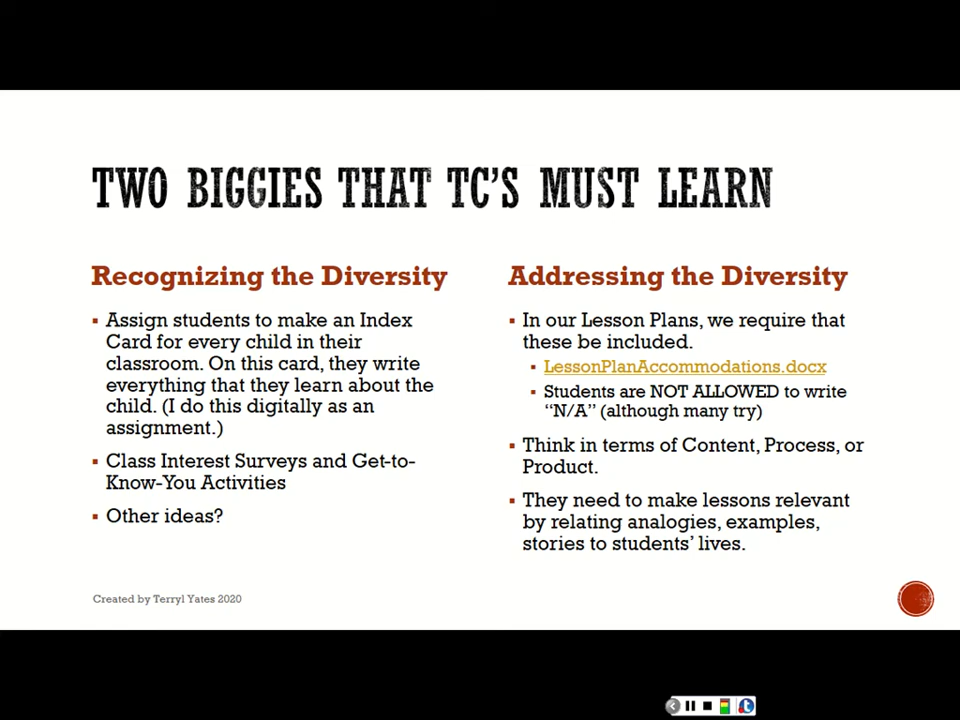 TWO BIGGIES THAT TC'S MUST LEARN
Recognizing the Diversity
▪ Assign students to make an Index
Card for every child in their
classroom. On this card, they write
everything that they learn about the
child. (I do this digitally as an
assignment.)
▪ Class Interest Surveys and Get-to-
Know-You Activities
▪ Other ideas?
Addressing the Diversity
▪ In our Lesson Plans, we require that
these be included.
▪ LessonPlanAccommodations.docx
▪ Students are NOT ALLOWED to write
“N/A” (although many try)
▪ Think in terms of Content, Process, or
Product.
▪ They need to make lessons relevant
by relating analogies, examples,
stories to students’ lives.
Created by Terryl Yates 2020